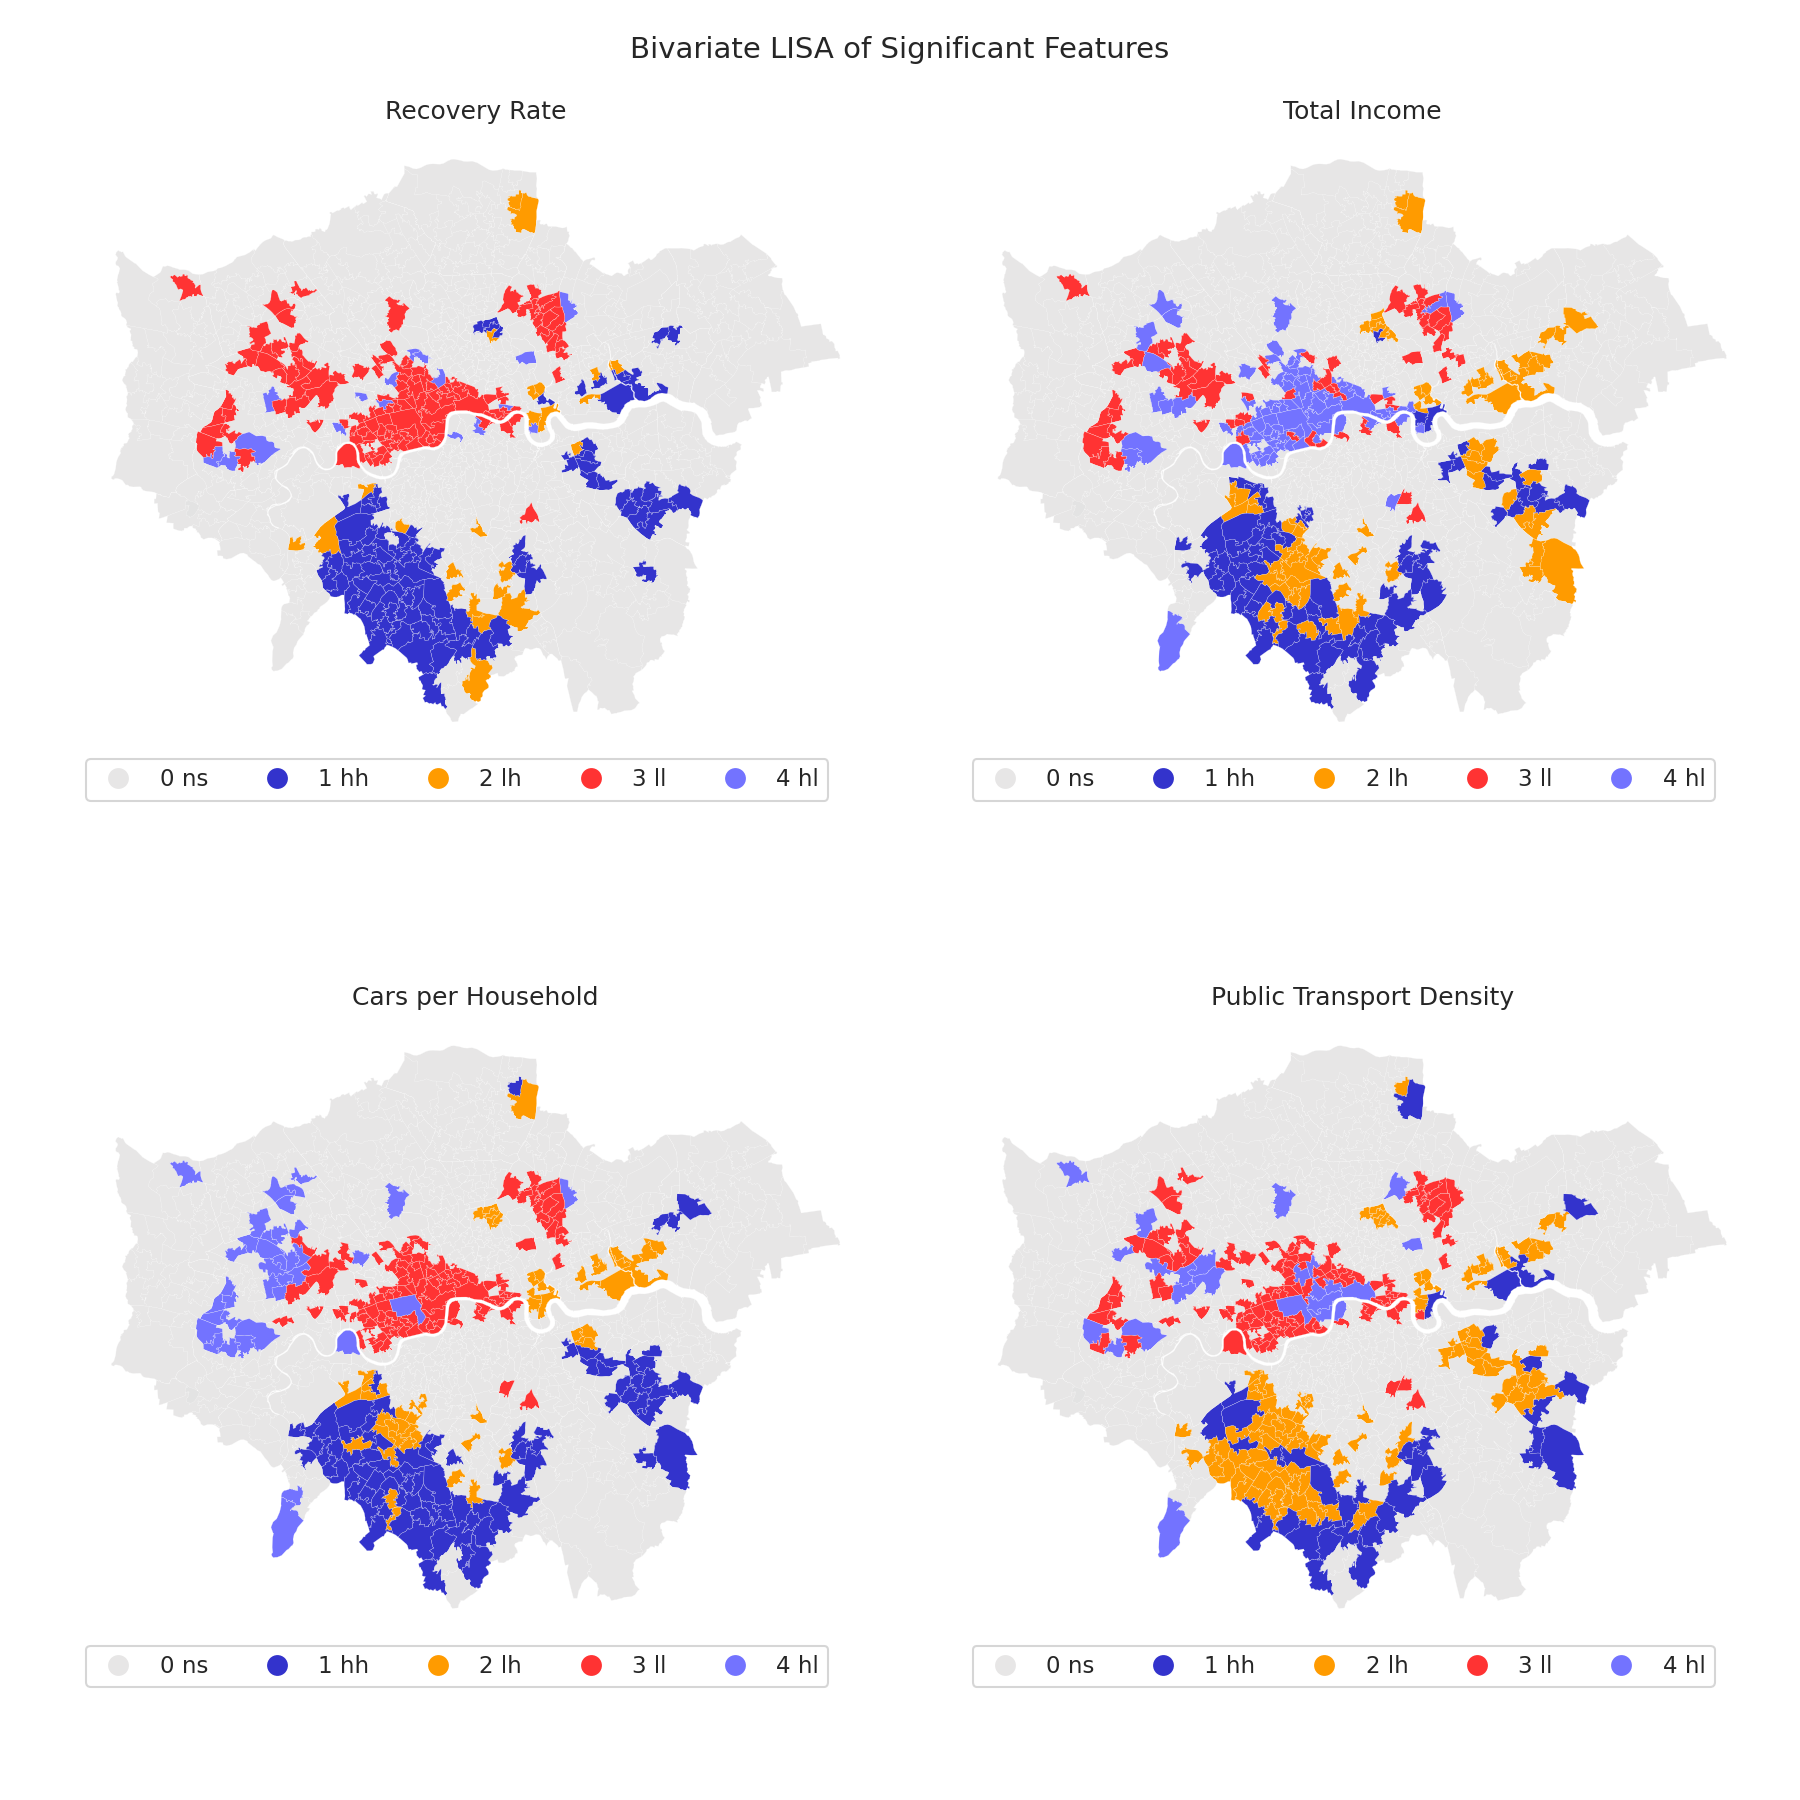 Bivariate LISA of Significant Features
Recovery Rate
Total Income
0 ns 1 hh 2 lh 3 ll 4 hl
0 ns 1 hh 2 lh 3 ll 4 hl
Cars per Household
Public Transport Density
0 ns 1 hh 2 lh 3 ll 4 hl
0 ns 1 hh 2 lh 3 ll 4 hl